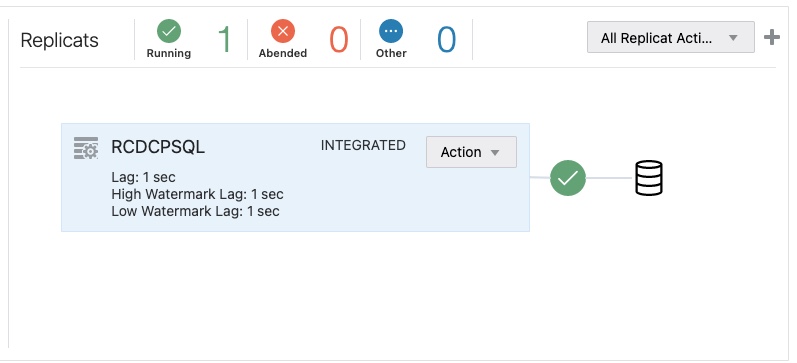 Replicats
Running
1
Abended
0
Other
0
All Replicat Acti...
RCDCPSQL
INTEGRATED
Action
Lag: 1 sec
High Watermark Lag: 1 sec
Low Watermark Lag: 1 sec